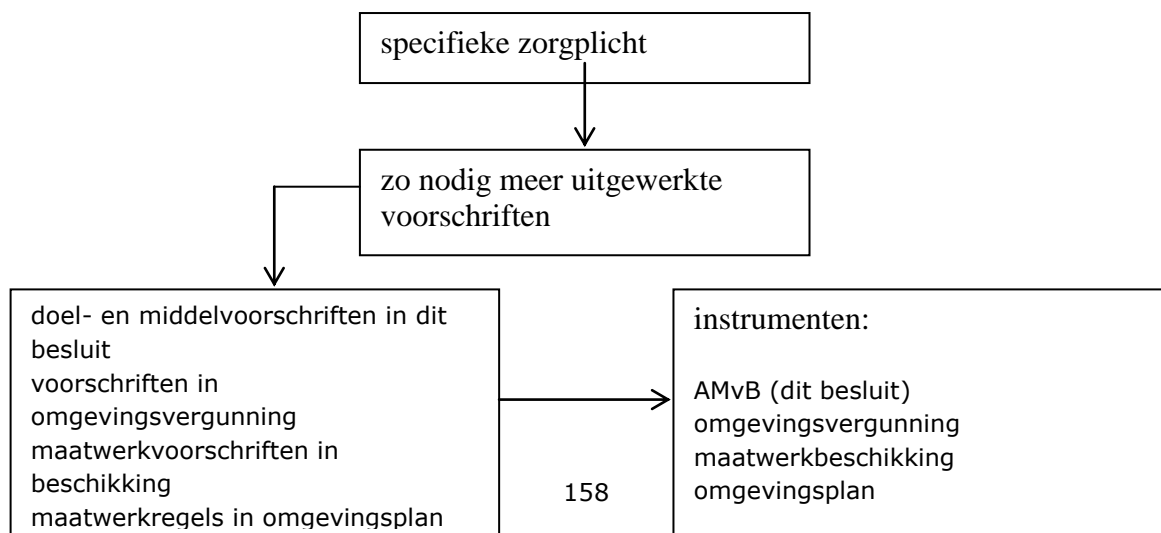 specifieke zorgplicht
zo nodig meer uitgewerkte
voorschriften
doel- en middelvoorschriften in dit
besluit
voorschriften in
omgevingsvergunning
maatwerkvoorschriften in
beschikking
maatwerkregels in omgevingsplan
instrumenten:
AMvB (dit besluit)
omgevingsvergunning
maatwerkbeschikking
omgevingsplan
158